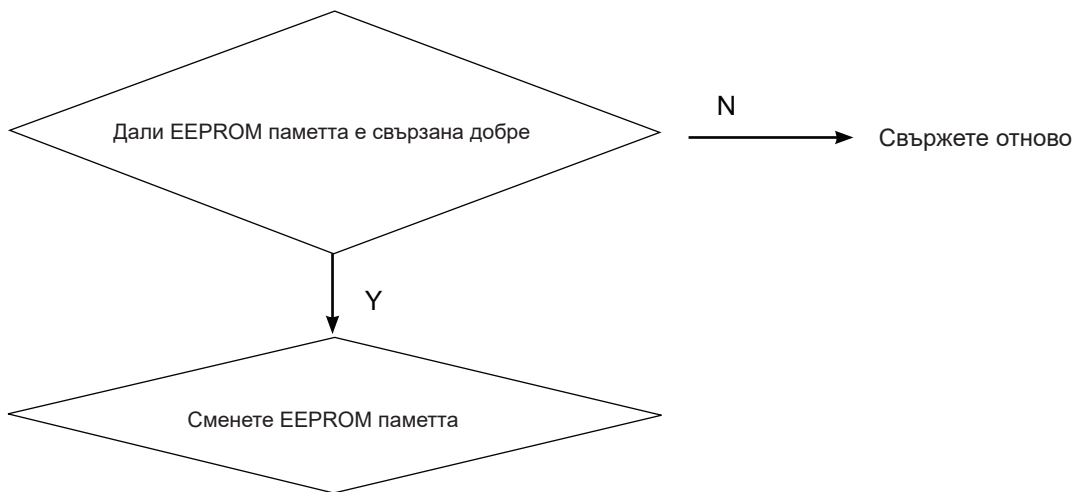 Дали EEPROM паметта е свързана добре
N
Свържете отново
Y
Сменете EEPROM паметта